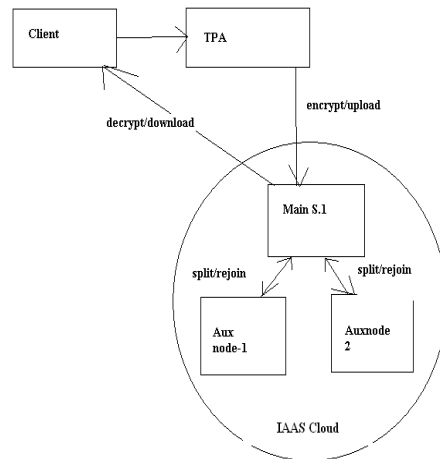 Client
TPA
encrypt/upload
decrypt/download
Main S.1
split/rejoin
split/rejoin
Aux
node-1
Auxnode
2
IAAS Cloud